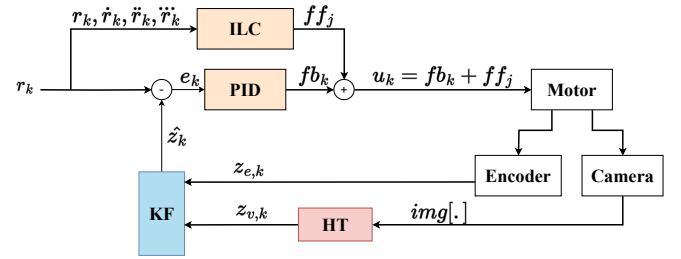 r_k, ṙ_k, r̈_k, r⃛_k
ILC
ff_j
r_k
-
e_k
PID
fb_k
+
u_k = fb_k + ff_j
Motor
ẑ_k
z_{e,k}
Encoder
Camera
KF
z_{v,k}
HT
img[.]